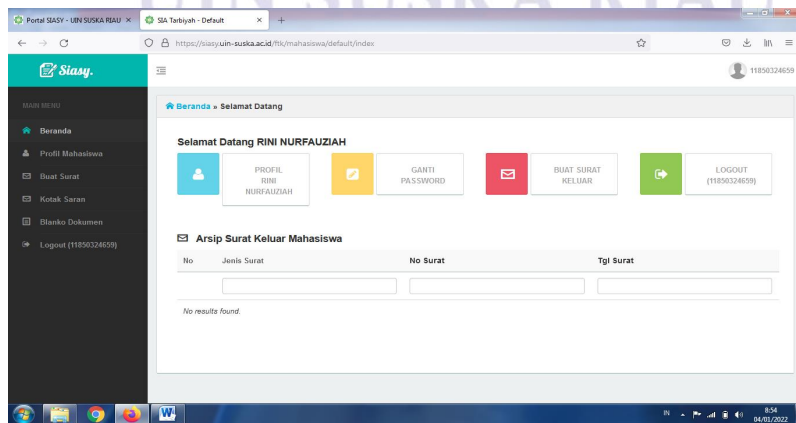 UIN SUSKA RIAU
Portal SIASY - UIN SUSKA RIAU
SIA Tarbiyah - Default
https://siasy.uin-suska.ac.id/ftk/mahasiswa/default/index
Siasy.
11850324659
MAIN MENU
Beranda
Profil Mahasiswa
Buat Surat
Kotak Saran
Blanko Dokumen
Logout (11850324659)
Beranda » Selamat Datang
Selamat Datang RINI NURFAUZIAH
PROFIL
RINI
NURFAUZIAH
GANTI
PASSWORD
BUAT SURAT
KELUAR
LOGOUT
(11850324659)
Arsip Surat Keluar Mahasiswa
No Jenis Surat No Surat Tgl Surat
No results found.
IN
8:54
04/01/2022